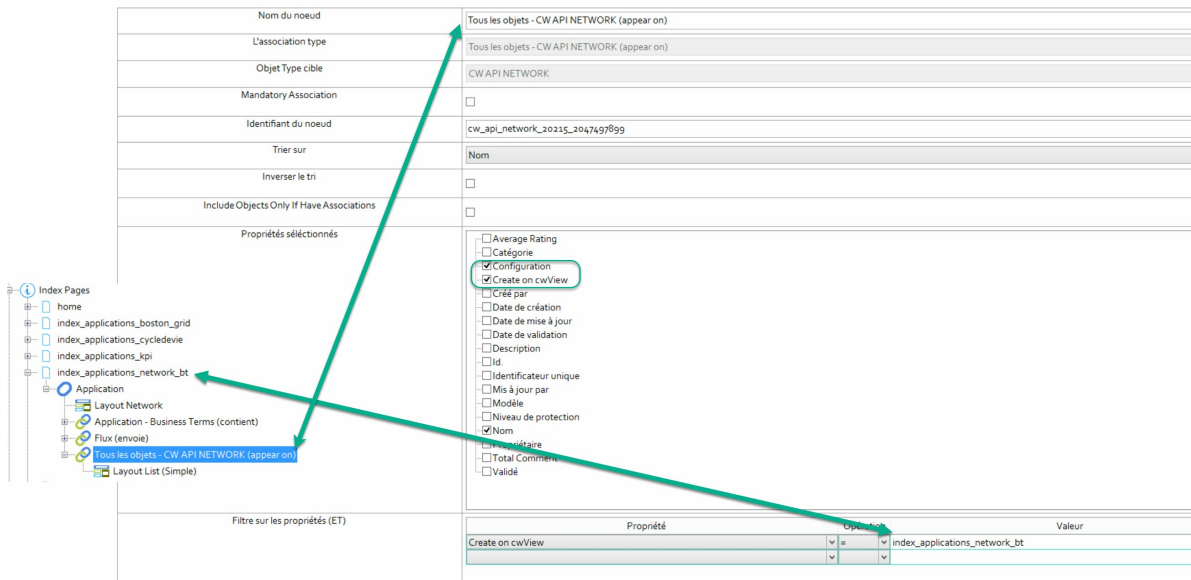 Nom du noeud
Tous les objets - CW API NETWORK (appear on)
L'association type
Tous les objets - CW API NETWORK (appear on)
Objet Type cible
CW API NETWORK
Mandatory Association
Identifiant du noeud
cw_api_network_20215_2047497899
Trier sur
Nom
Inverser le tri
Include Objects Only If Have Associations
Propriétés séléctionnés
Average Rating
Catégorie
Configuration
Create on cwView
Créé par
Date de création
Date de mise à jour
Date de validation
Description
Id.
Identificateur unique
Mis à jour par
Modèle
Niveau de protection
Nom
Propriétaire
Total Comment
Validé
Index Pages
home
index_applications_boston_grid
index_applications_cycledevie
index_applications_kpi
index_applications_network_bt
Application
Layout Network
Application - Business Terms (contient)
Flux (envoie)
Tous les objets - CW API NETWORK (appear on)
Layout List (Simple)
Filtre sur les propriétés (ET)
Propriété Opération Valeur
Create on cwView = index_applications_network_bt